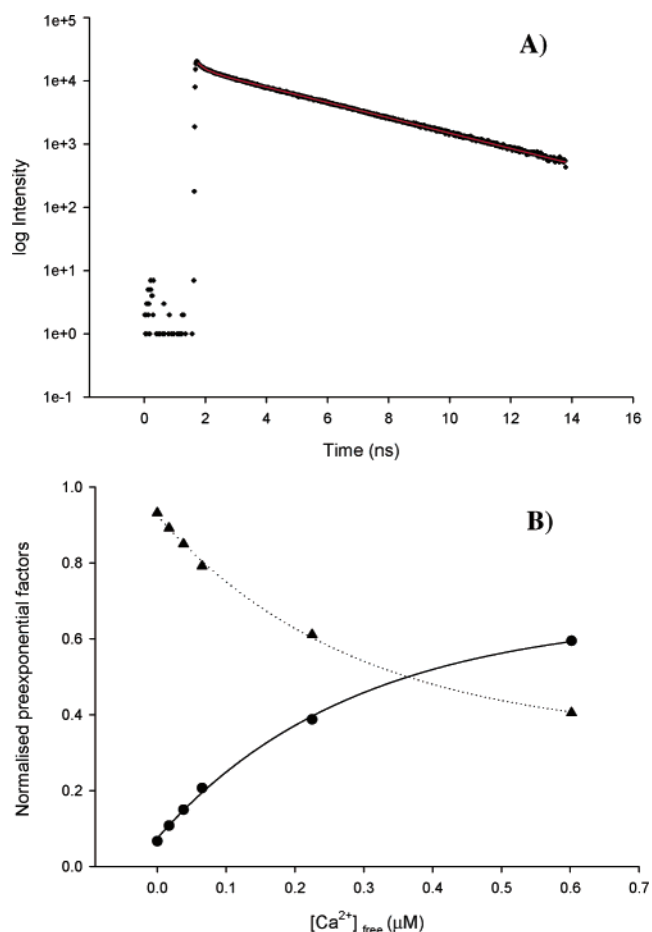 A)
1e+5
1e+4
1e+3
1e+2
1e+1
1e+0
1e-1
log Intensity
-2 0 2 4 6 8 10 12 14 16
Time (ns)
B)
1.0
0.8
0.6
0.4
0.2
0.0
Normalised preexponential factors
0.0 0.1 0.2 0.3 0.4 0.5 0.6 0.7
[Ca²⁺] free (μM)